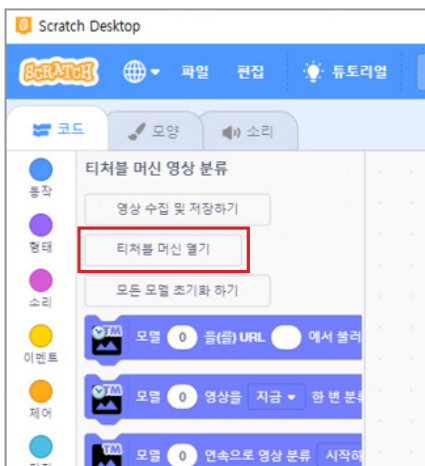 Scratch Desktop
SCRATCH 파일 편집 튜토리얼
코드 모양 소리
티처블 머신 영상 분류
동작
영상 수집 및 저장하기
형태
티처블 머신 열기
소리
모든 모델 초기화 하기
이벤트
TM 모델 0 을(를) URL 에서 불러
제어
TM 모델 0 영상을 지금 한 번 분
TM 모델 0 연속으로 영상 분류 시작하